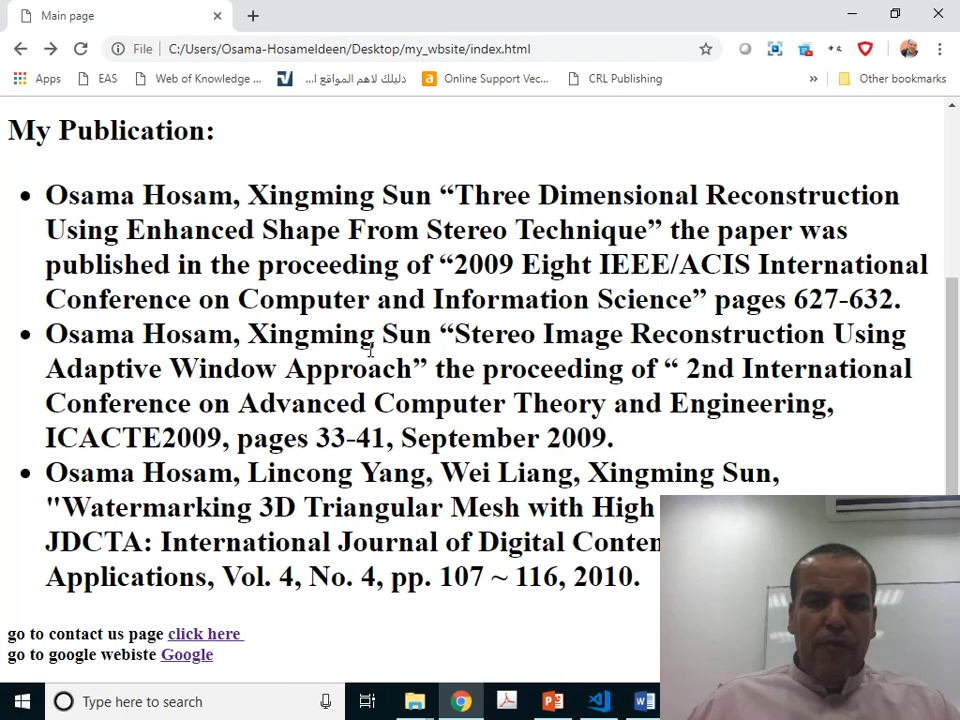 Main page
File C:/Users/Osama-Hosameldeen/Desktop/my_wbsite/index.html
Apps EAS Web of Knowledge ... دليلك لاهم المواقع ا... Online Support Vec... CRL Publishing » Other bookmarks
My Publication:
• Osama Hosam, Xingming Sun “Three Dimensional Reconstruction
Using Enhanced Shape From Stereo Technique” the paper was
published in the proceeding of “2009 Eight IEEE/ACIS International
Conference on Computer and Information Science” pages 627-632.
• Osama Hosam, Xingming Sun “Stereo Image Reconstruction Using
Adaptive Window Approach” the proceeding of “ 2nd International
Conference on Advanced Computer Theory and Engineering,
ICACTE2009, pages 33-41, September 2009.
• Osama Hosam, Lincong Yang, Wei Liang, Xingming Sun,
"Watermarking 3D Triangular Mesh with High
JDCTA: International Journal of Digital Conten
Applications, Vol. 4, No. 4, pp. 107 ~ 116, 2010.
go to contact us page click here
go to google webiste Google
Type here to search